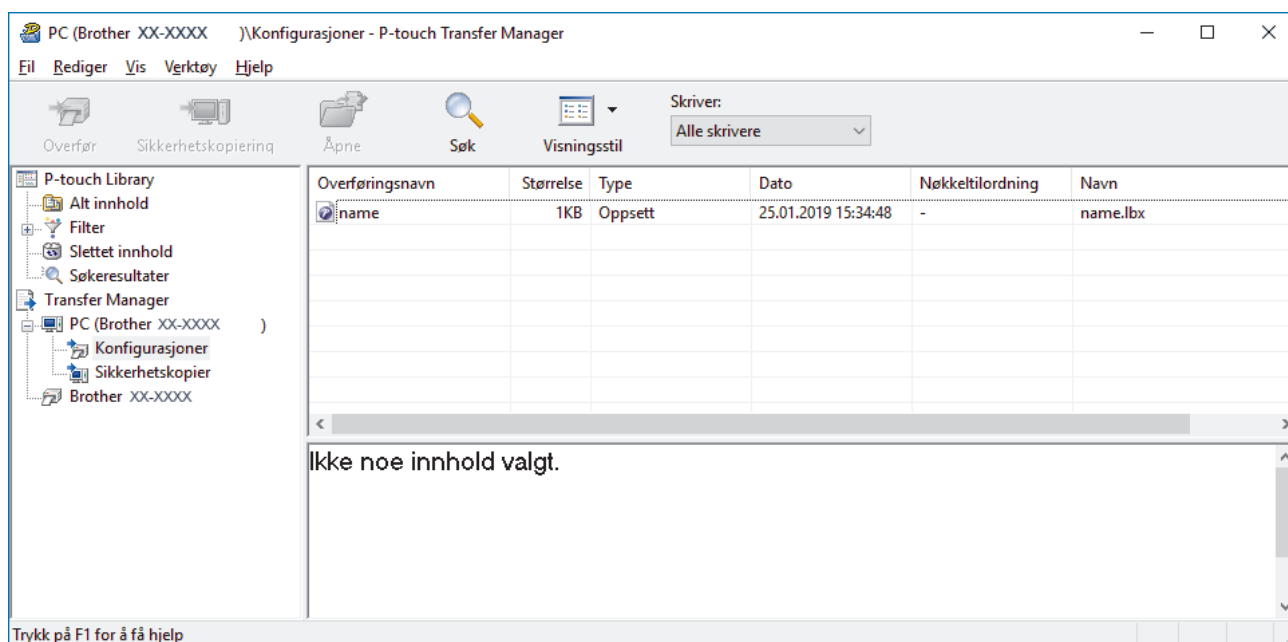 PC (Brother XX-XXXX )\Konfigurasjoner - P-touch Transfer Manager
Fil Rediger Vis Verktøy Hjelp
Overfør Sikkerhetskopiering Åpne Søk Visningsstil
Skriver:
Alle skrivere
P-touch Library
Alt innhold
Filter
Slettet innhold
Søkeresultater
Transfer Manager
PC (Brother XX-XXXX )
Konfigurasjoner
Sikkerhetskopier
Brother XX-XXXX
Overføringsnavn Størrelse Type Dato Nøkkeltilordning Navn
name 1KB Oppsett 25.01.2019 15:34:48 - name.lbx
Ikke noe innhold valgt.
Trykk på F1 for å få hjelp